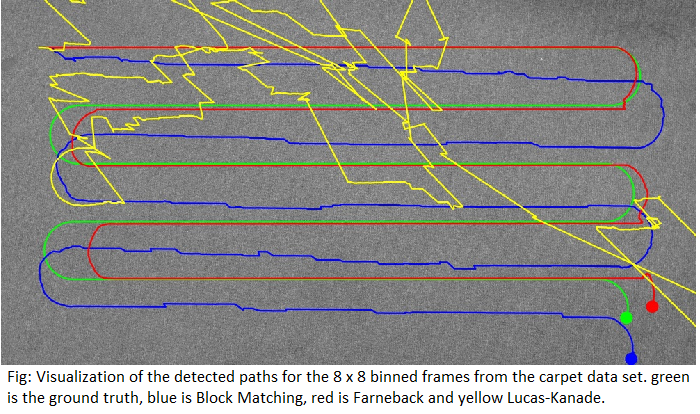 Fig: Visualization of the detected paths for the 8 x 8 binned frames from the carpet data set. green
is the ground truth, blue is Block Matching, red is Farneback and yellow Lucas-Kanade.